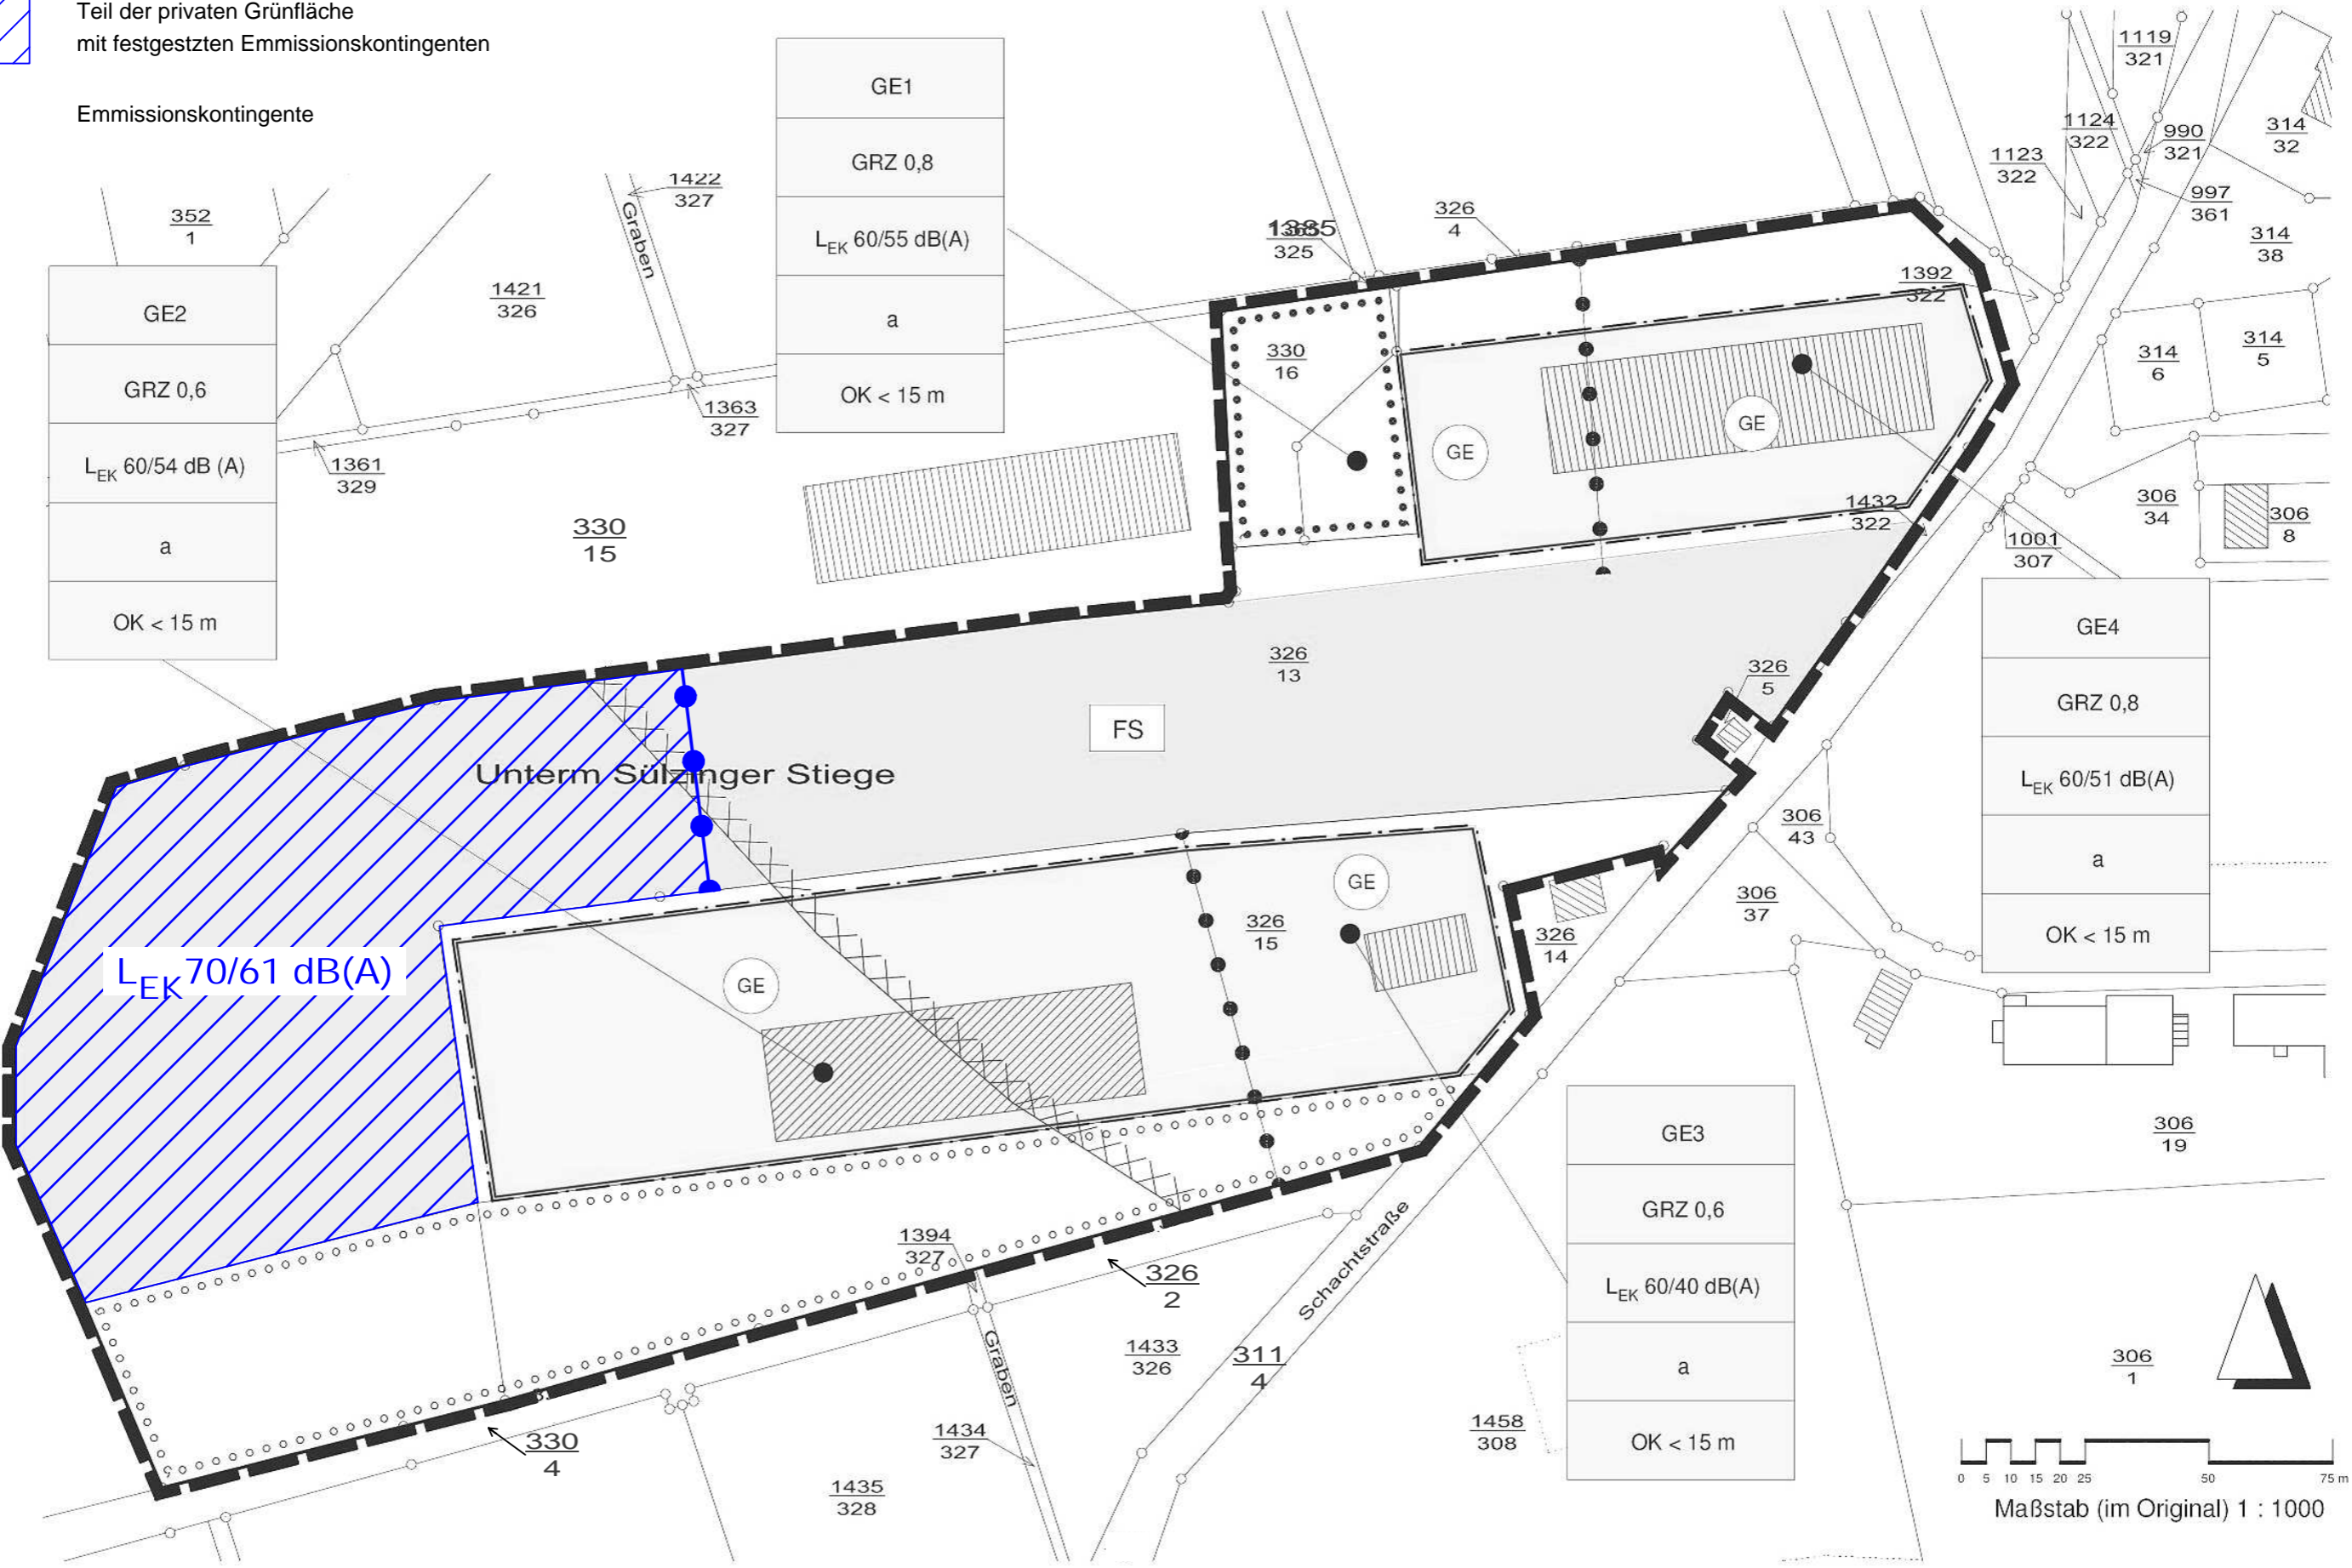 Teil der privaten Grünfläche
mit festgestzten Emmissionskontingenten
Emmissionskontingente
GE1
GRZ 0,8
LEK 60/55 dB(A)
a
OK < 15 m
GE2
GRZ 0,6
LEK 60/54 dB (A)
a
OK < 15 m
352
1
1421
326
Graben
1422
327
1363
327
1361
329
330
15
1385
325
326
4
330
16
GE
GE
1392
322
1432
322
1119
321
1124
322
990
321
1123
322
997
361
314
32
314
38
314
6
314
5
306
34
306
8
1001
307
326
13
326
5
FS
Unterm Sülzinger Stiege
LEK 70/61 dB(A)
GE
GE
326
15
326
14
306
43
306
37
GE4
GRZ 0,8
LEK 60/51 dB(A)
a
OK < 15 m
GE3
GRZ 0,6
LEK 60/40 dB(A)
a
OK < 15 m
306
19
306
1
1394
327
326
2
Schachtstraße
Graben
1433
326
311
4
1458
308
1434
327
330
4
1435
328
0 5 10 15 20 25 50 75 m
Maßstab (im Original) 1 : 1000